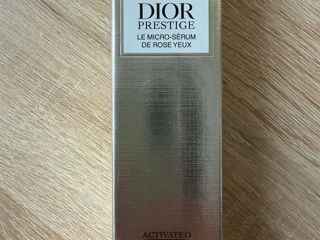 DIOR
PRESTIGE
LE MICRO-SÉRUM
DE ROSE YEUX
ACTIVATED